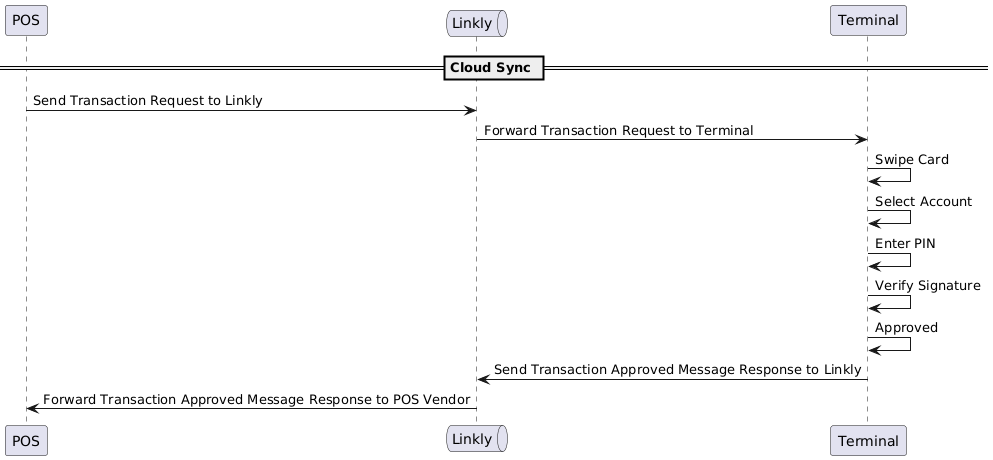 POS
Linkly
Terminal
Cloud Sync
Send Transaction Request to Linkly
Forward Transaction Request to Terminal
Swipe Card
Select Account
Enter PIN
Verify Signature
Approved
Send Transaction Approved Message Response to Linkly
Forward Transaction Approved Message Response to POS Vendor
POS
Linkly
Terminal